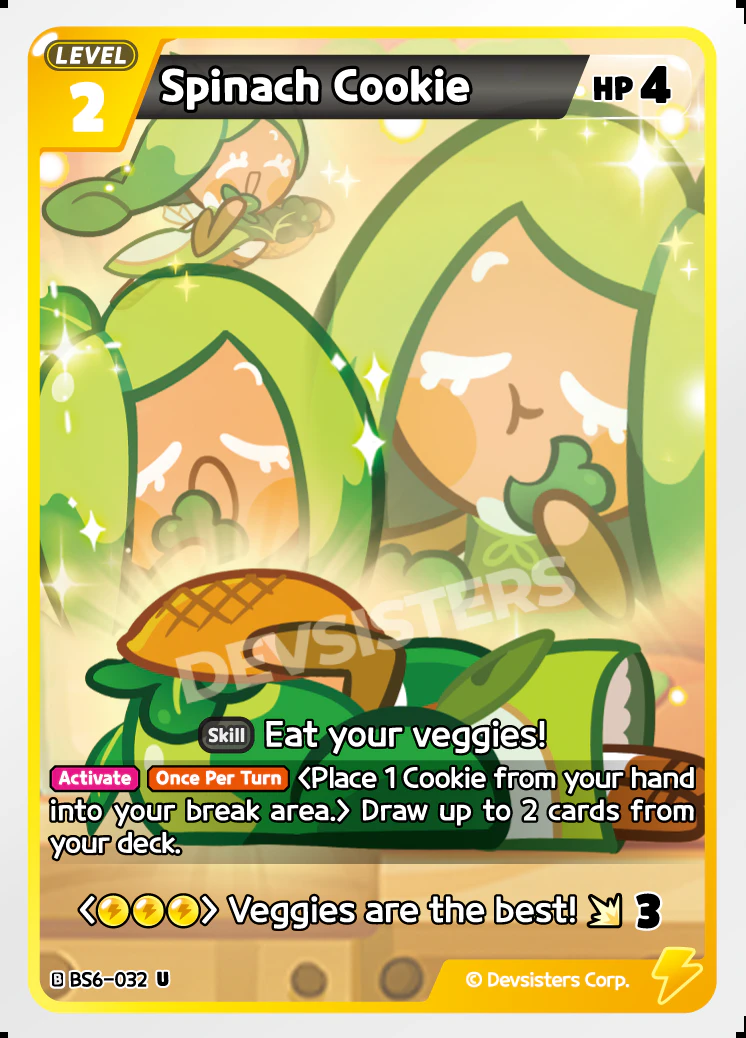 LEVEL
2
Spinach Cookie
HP 4
DEVSISTERS
Skill Eat your veggies!
Activate Once Per Turn 〈Place 1 Cookie from your hand
into your break area.〉 Draw up to 2 cards from
your deck.
〈〉 Veggies are the best! 3
B BS6-032 U
© Devsisters Corp.